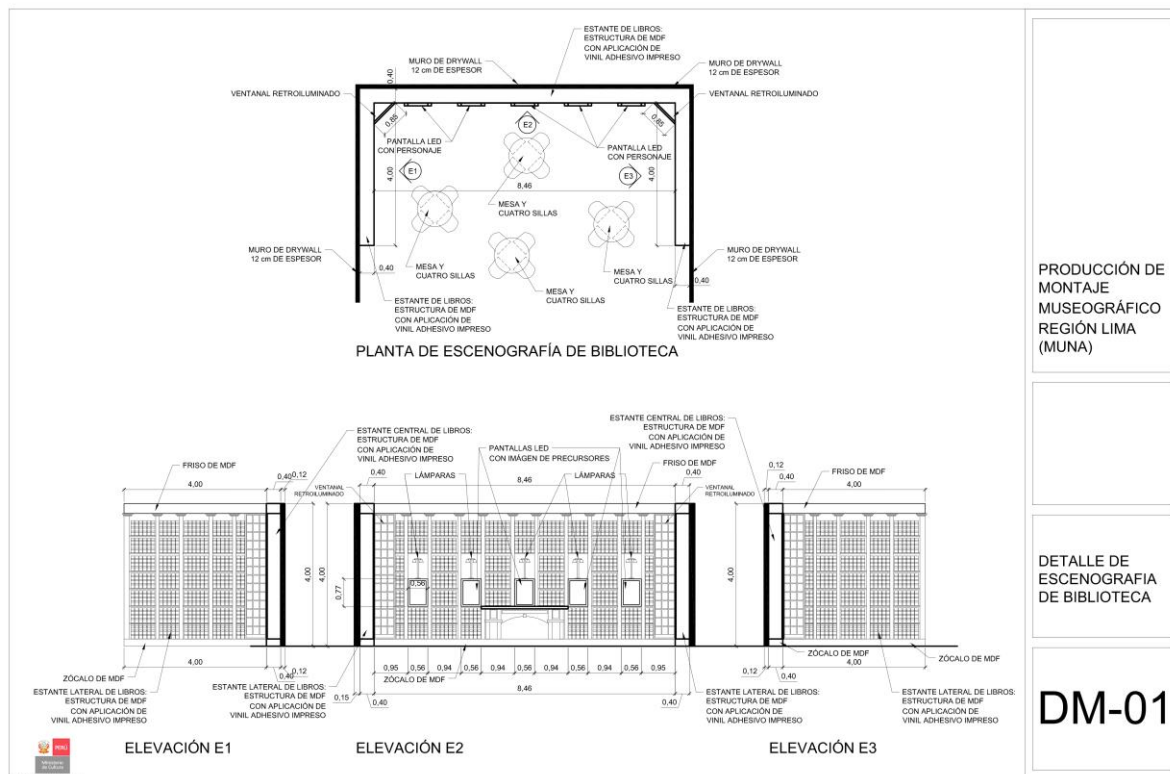 ESTANTE DE LIBROS:
ESTRUCTURA DE MDF
CON APLICACIÓN DE
VINIL ADHESIVO IMPRESO
MURO DE DRYWALL
12 cm DE ESPESOR
MURO DE DRYWALL
12 cm DE ESPESOR
0,40
VENTANAL RETROILUMINADO
VENTANAL RETROILUMINADO
0,85
0,85
E2
PANTALLA LED
CON PERSONAJE
PANTALLA LED
CON PERSONAJE
E1
E3
4,00
4,00
8,46
MESA Y
CUATRO SILLAS
MURO DE DRYWALL
12 cm DE ESPESOR
MURO DE DRYWALL
12 cm DE ESPESOR
0,40
MESA Y
CUATRO SILLAS
MESA Y
CUATRO SILLAS
0,40
MESA Y
CUATRO SILLAS
ESTANTE DE LIBROS:
ESTRUCTURA DE MDF
CON APLICACIÓN DE
VINIL ADHESIVO IMPRESO
ESTANTE DE LIBROS:
ESTRUCTURA DE MDF
CON APLICACIÓN DE
VINIL ADHESIVO IMPRESO
PLANTA DE ESCENOGRAFÍA DE BIBLIOTECA
ESTANTE CENTRAL DE LIBROS:
ESTRUCTURA DE MDF
CON APLICACIÓN DE
VINIL ADHESIVO IMPRESO
ESTANTE CENTRAL DE LIBROS:
ESTRUCTURA DE MDF
CON APLICACIÓN DE
VINIL ADHESIVO IMPRESO
PANTALLAS LED
CON IMÁGEN DE PRECURSORES
FRISO DE MDF
LÁMPARAS
LÁMPARAS
FRISO DE MDF
FRISO DE MDF
4,00
0,40
0,12
0,40
8,46
0,40
0,12
0,40
4,00
VENTANAL
RETROILUMINADO
VENTANAL
RETROILUMINADO
4,00
4,00
0,77
0,56
4,00
4,00
0,12
0,40
ZÓCALO DE MDF
0,95
0,56
0,94
0,56
0,94
0,56
0,94
0,56
0,94
0,56
0,95
ZÓCALO DE MDF
8,46
0,15
0,40
0,40
0,12
0,40
ZÓCALO DE MDF
4,00
ZÓCALO DE MDF
ESTANTE LATERAL DE LIBROS:
ESTRUCTURA DE MDF
CON APLICACIÓN DE
VINIL ADHESIVO IMPRESO
ESTANTE LATERAL DE LIBROS:
ESTRUCTURA DE MDF
CON APLICACIÓN DE
VINIL ADHESIVO IMPRESO
ESTANTE LATERAL DE LIBROS:
ESTRUCTURA DE MDF
CON APLICACIÓN DE
VINIL ADHESIVO IMPRESO
ESTANTE LATERAL DE LIBROS:
ESTRUCTURA DE MDF
CON APLICACIÓN DE
VINIL ADHESIVO IMPRESO
ELEVACIÓN E1
ELEVACIÓN E2
ELEVACIÓN E3
PERÚ
Ministerio
de Cultura
PRODUCCIÓN DE
MONTAJE
MUSEOGRÁFICO
REGIÓN LIMA
(MUNA)
DETALLE DE
ESCENOGRAFIA
DE BIBLIOTECA
DM-01